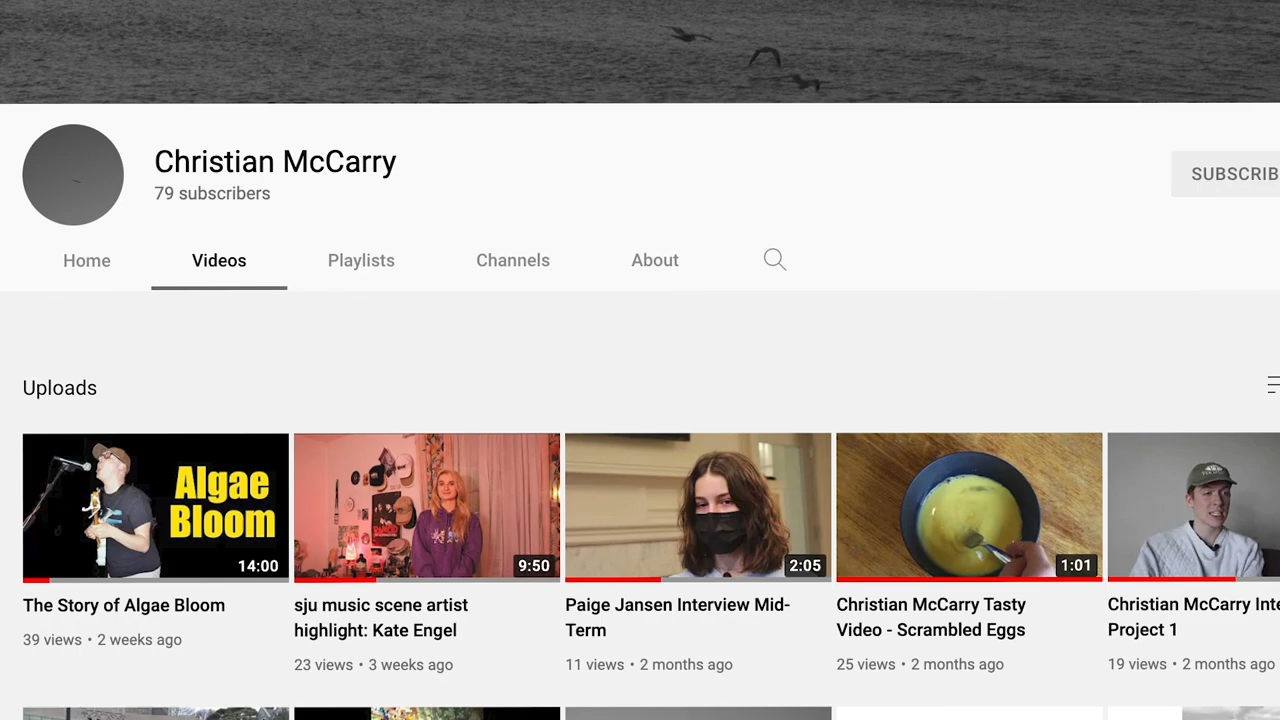 Christian McCarry
79 subscribers
SUBSCRIB
Home
Videos
Playlists
Channels
About
Uploads
Algae
Bloom
14:00
9:50
2:05
1:01
The Story of Algae Bloom
39 views • 2 weeks ago
sju music scene artist
highlight: Kate Engel
23 views • 3 weeks ago
Paige Jansen Interview Mid-
Term
11 views • 2 months ago
Christian McCarry Tasty
Video - Scrambled Eggs
25 views • 2 months ago
Christian McCarry Inte
Project 1
19 views • 2 months ago